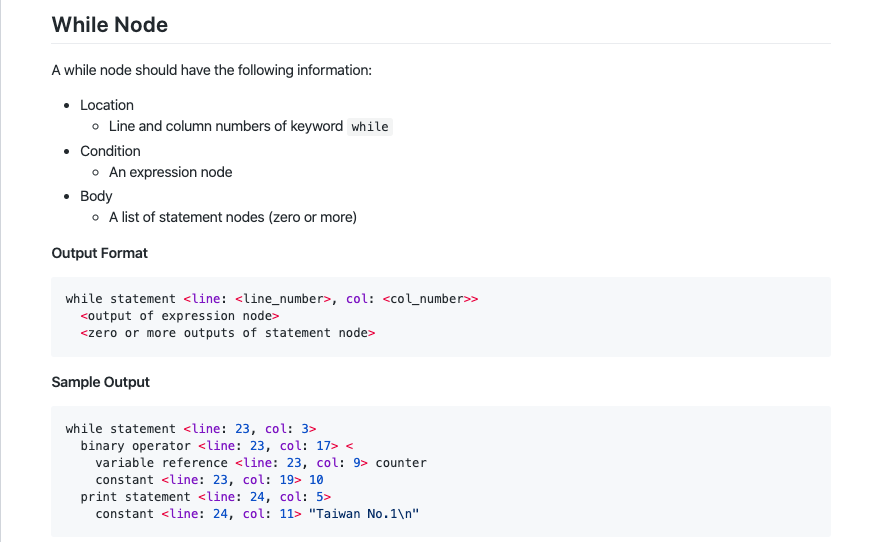 While Node
A while node should have the following information:
Location
Line and column numbers of keyword while
Condition
An expression node
Body
A list of statement nodes (zero or more)
Output Format
while statement <line: <line_number>, col: <col_number>>
  <output of expression node>
  <zero or more outputs of statement node>
Sample Output
while statement <line: 23, col: 3>
  binary operator <line: 23, col: 17> <
    variable reference <line: 23, col: 9> counter
    constant <line: 23, col: 19> 10
  print statement <line: 24, col: 5>
    constant <line: 24, col: 11> "Taiwan No.1\n"